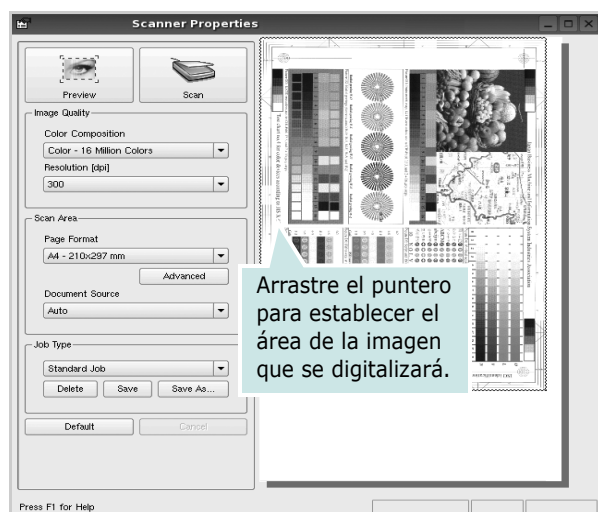 Scanner Properties
Preview
Scan
Image Quality
Color Composition
Color - 16 Million Colors
Resolution [dpi]
300
Scan Area
Page Format
A4 - 210x297 mm
Advanced
Document Source
Auto
Job Type
Standard Job
Delete
Save
Save As...
Default
Cancel
Press F1 for Help
Arrastre el puntero
para establecer el
área de la imagen
que se digitalizará.